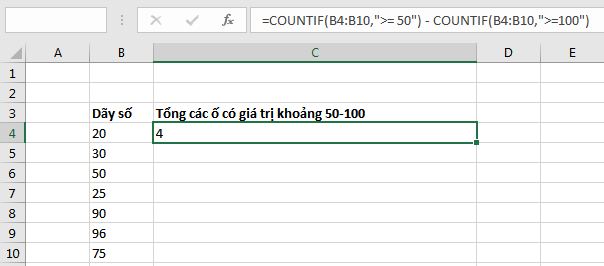 fx =COUNTIF(B4:B10,">= 50") - COUNTIF(B4:B10,">=100")
A B C D E
1
2
3 Dãy số Tổng các ố có giá trị khoảng 50-100
4 20 4
5 30
6 50
7 25
8 90
9 96
10 75